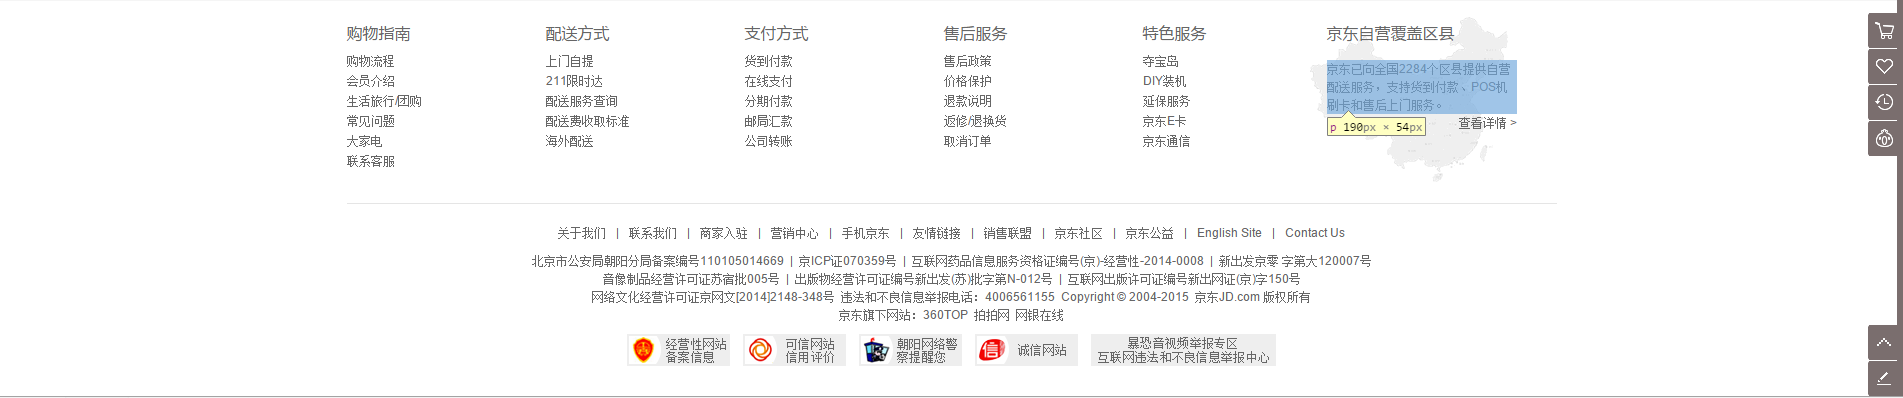 购物指南
购物流程
会员介绍
生活旅行/团购
常见问题
大家电
联系客服
配送方式
上门自提
211限时达
配送服务查询
配送费收取标准
海外配送
支付方式
货到付款
在线支付
分期付款
邮局汇款
公司转账
售后服务
售后政策
价格保护
退款说明
返修/退换货
取消订单
特色服务
夺宝岛
DIY装机
延保服务
京东E卡
京东通信
京东自营覆盖区县
京东已向全国2284个区县提供自营
配送服务，支持货到付款、POS机
刷卡和售后上门服务。
p 190px × 54px
查看详情 >
关于我们 | 联系我们 | 商家入驻 | 营销中心 | 手机京东 | 友情链接 | 销售联盟 | 京东社区 | 京东公益 | English Site | Contact Us
北京市公安局朝阳分局备案编号110105014669 | 京ICP证070359号 | 互联网药品信息服务资格证编号(京)-经营性-2014-0008 | 新出发京零 字第大120007号
音像制品经营许可证苏宿批005号 | 出版物经营许可证编号新出发(苏)批字第N-012号 | 互联网出版许可证编号新出网证(京)字150号
网络文化经营许可证京网文[2014]2148-348号 违法和不良信息举报电话：4006561155 Copyright © 2004-2015 京东JD.com 版权所有
京东旗下网站：360TOP 拍拍网 网银在线
经营性网站
备案信息
可信网站
信用评价
朝阳网络警
察提醒您
信
诚信网站
暴恐音视频举报专区
互联网违法和不良信息举报中心